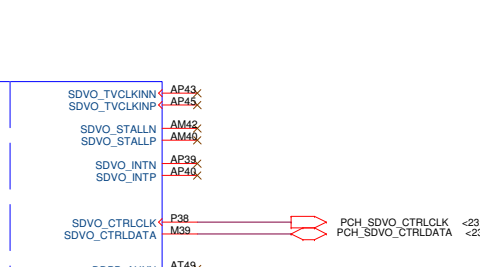 SDVO_TVCLKINN AP43
SDVO_TVCLKINP AP45
SDVO_STALLN AM42
SDVO_STALLP AM40
SDVO_INTN AP39
SDVO_INTP AP40
SDVO_CTRLCLK P38 PCH_SDVO_CTRLCLK <23
SDVO_CTRLDATA M39 PCH_SDVO_CTRLDATA <23
AT49